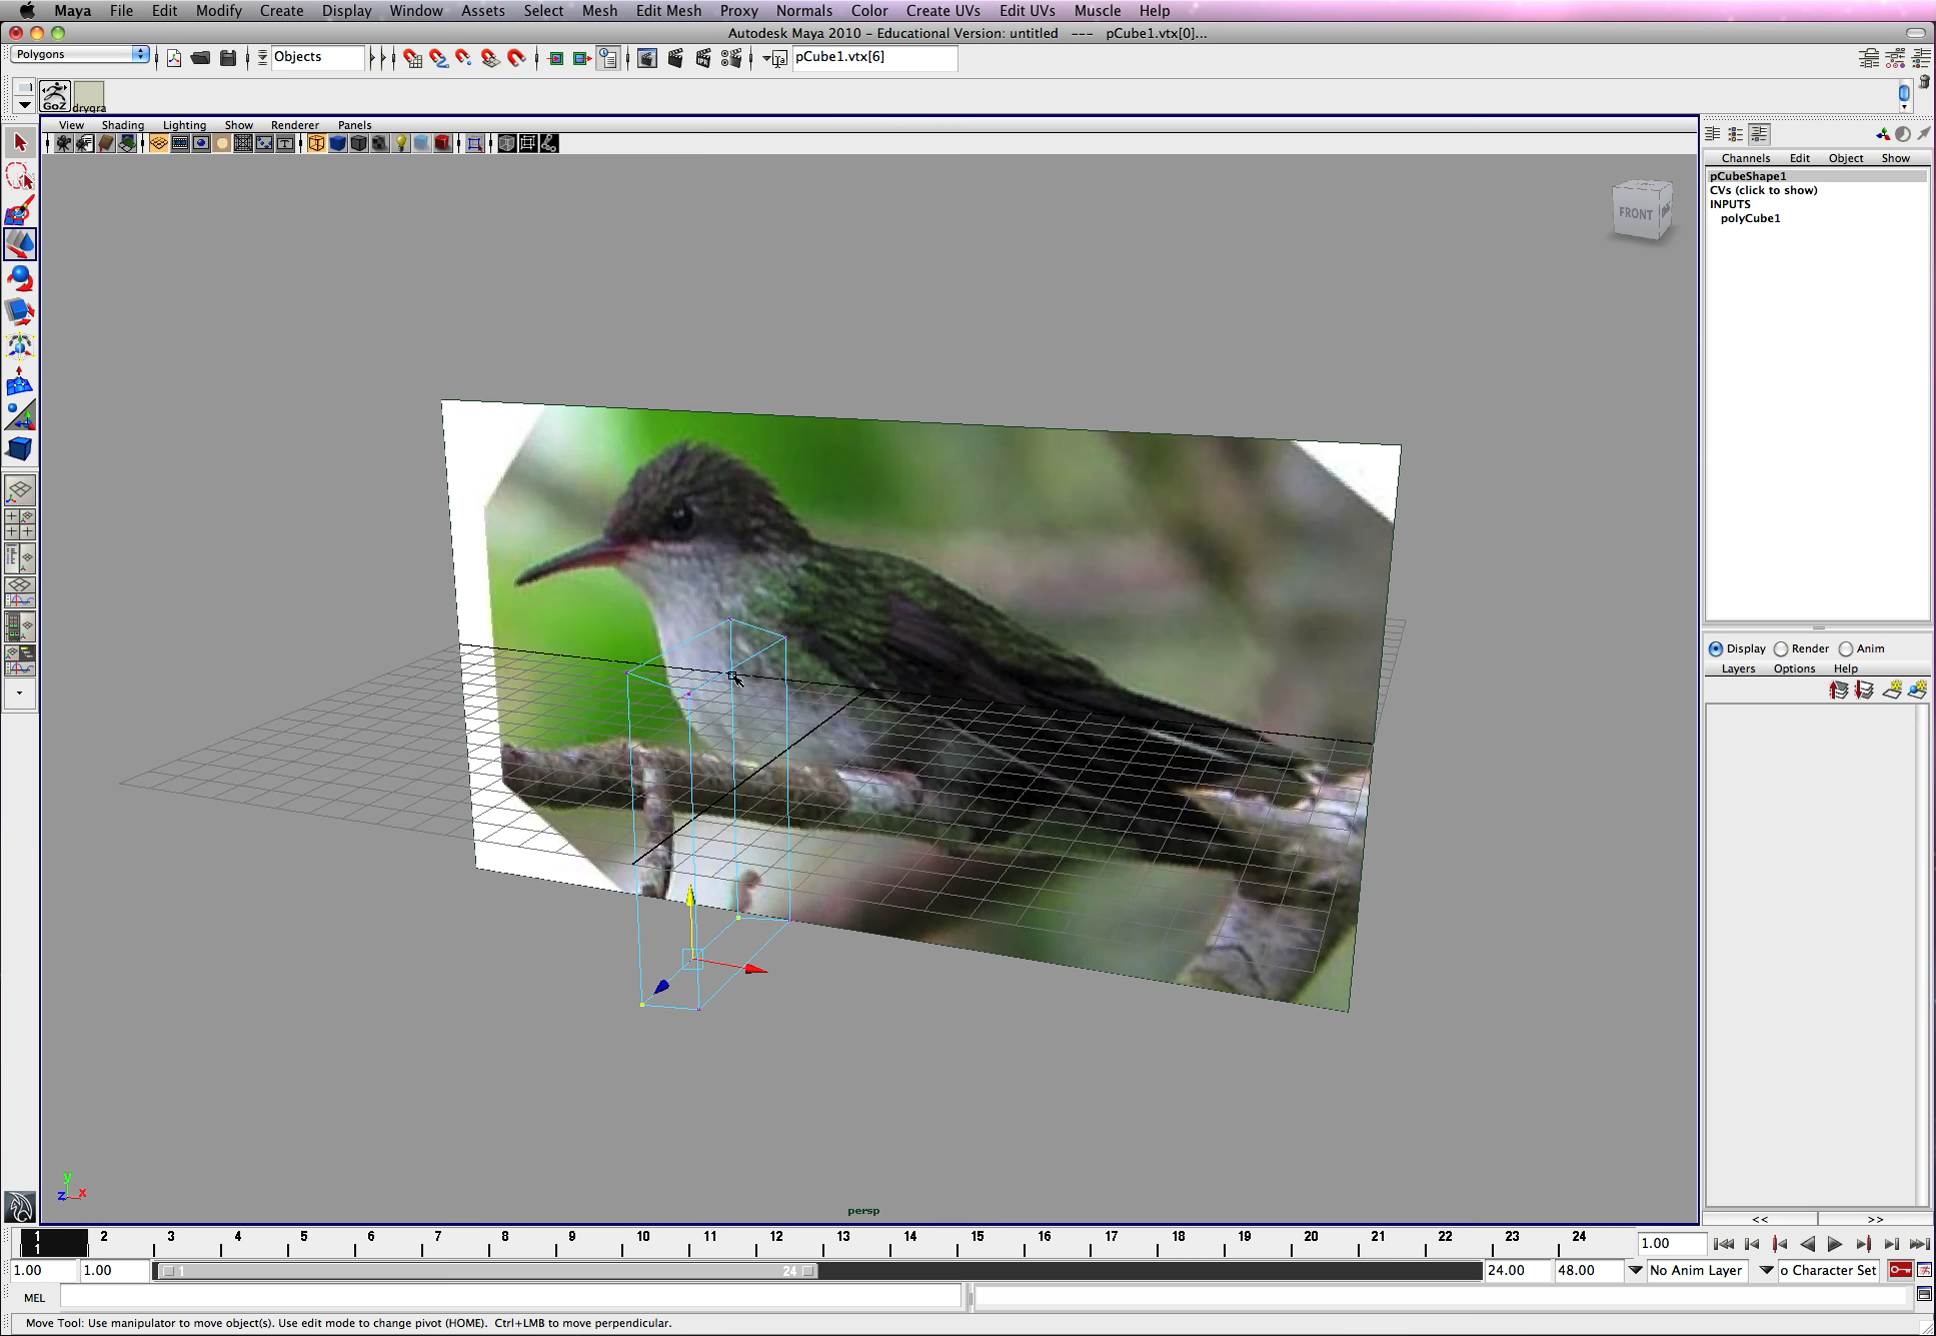 Maya File Edit Modify Create Display Window Assets Select Mesh Edit Mesh Proxy Normals Color Create UVs Edit UVs Muscle Help
Autodesk Maya 2010 - Educational Version: untitled --- pCube1.vtx[0]...
Polygons Objects pCube1.vtx[6]
GoZ drygra
View Shading Lighting Show Renderer Panels
Channels Edit Object Show
pCubeShape1
CVs (click to show)
INPUTS
polyCube1
FRONT
Display Render Anim
Layers Options Help
y
z x
persp
<< >>
1 2 3 4 5 6 7 8 9 10 11 12 13 14 15 16 17 18 19 20 21 22 23 24 1.00
1
1.00 1.00 1 24 24.00 48.00 No Anim Layer o Character Set
MEL
Move Tool: Use manipulator to move object(s). Use edit mode to change pivot (HOME). Ctrl+LMB to move perpendicular.